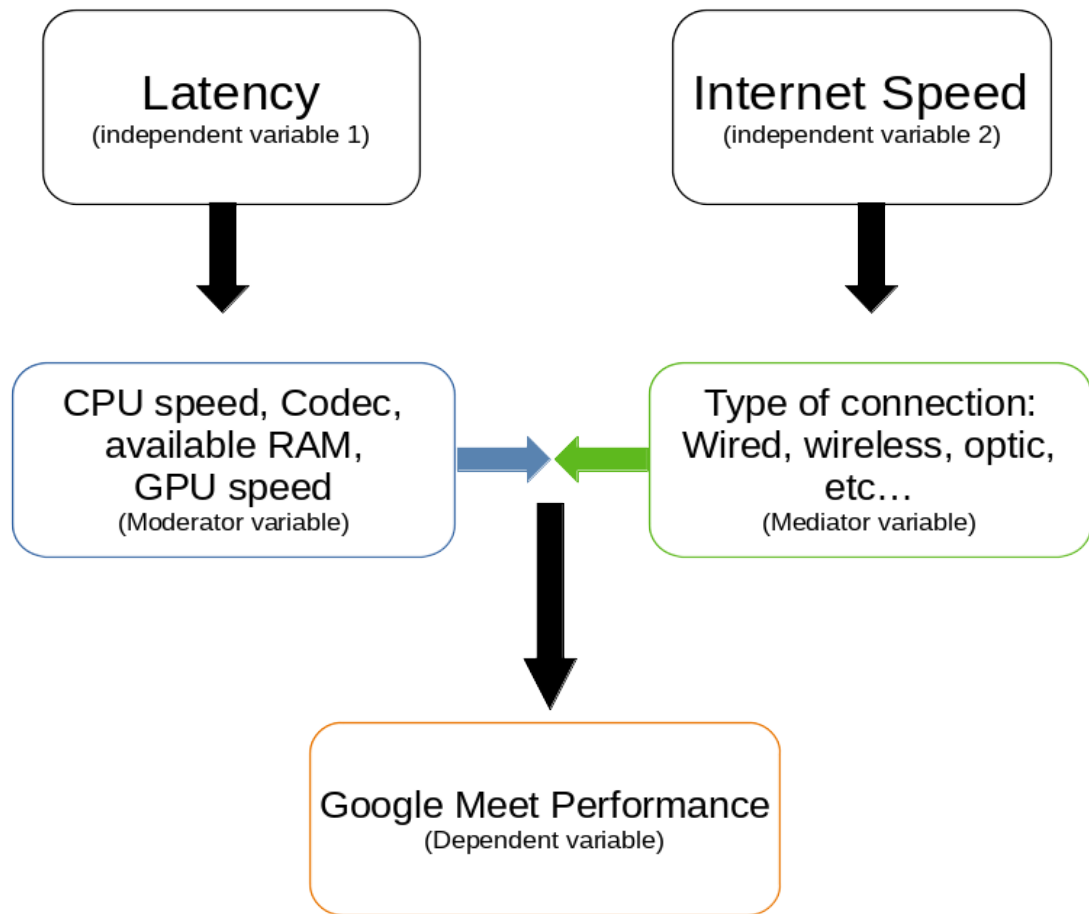 Latency
(independent variable 1)
Internet Speed
(independent variable 2)
CPU speed, Codec,
available RAM,
GPU speed
(Moderator variable)
Type of connection:
Wired, wireless, optic,
etc…
(Mediator variable)
Google Meet Performance
(Dependent variable)